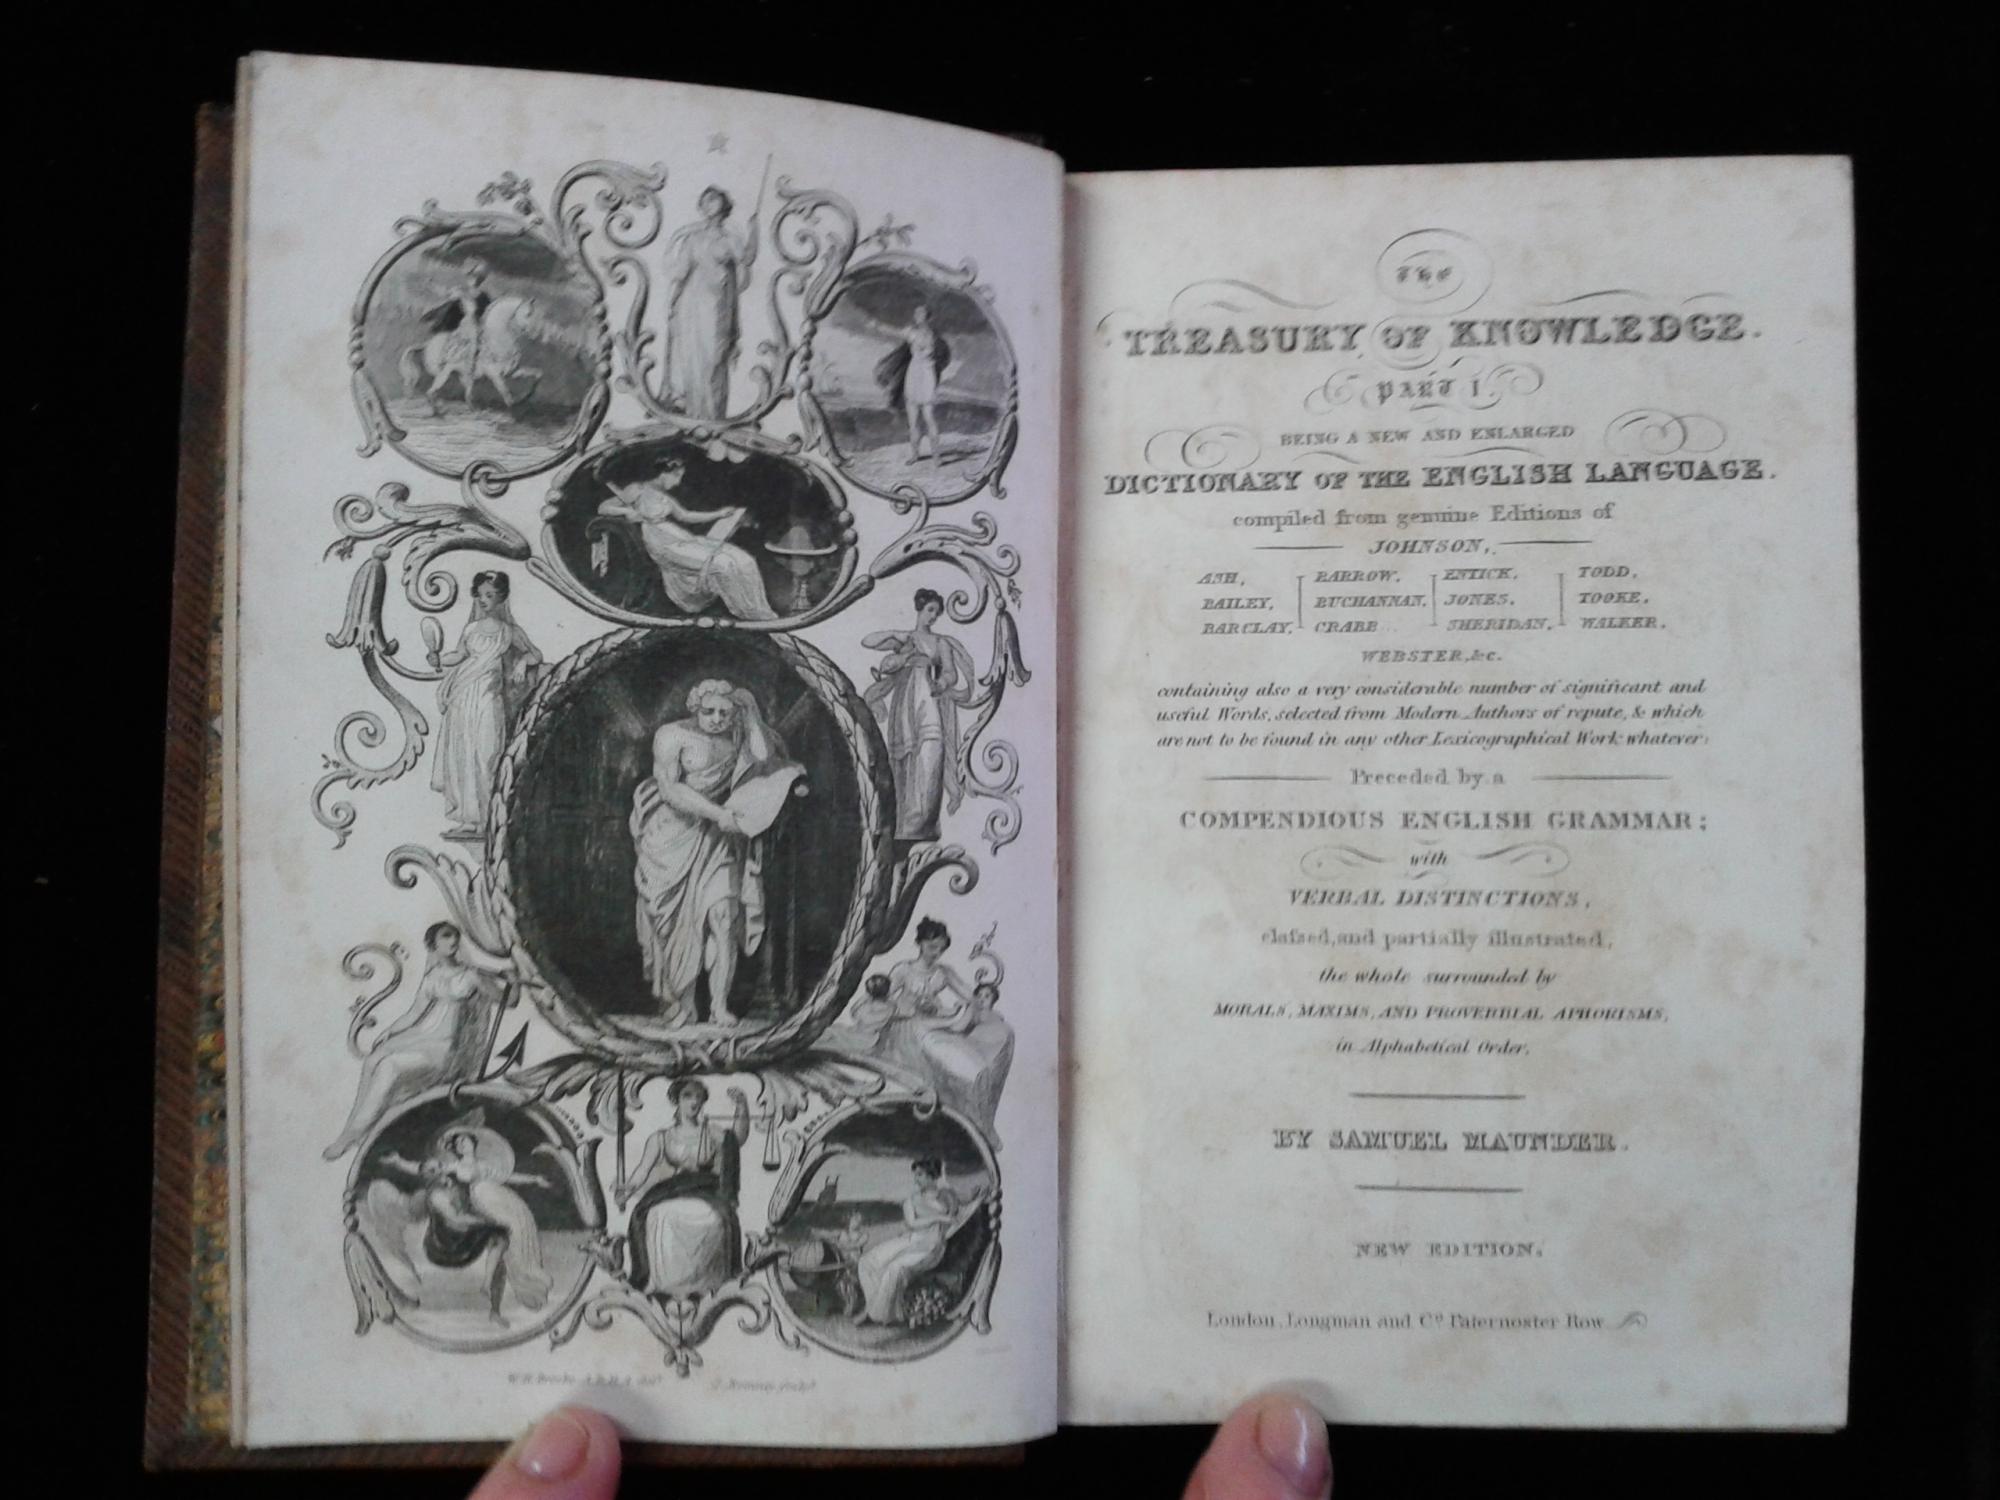 W. H. Brooke A.R.H.A. delt.
G. Romney sculpt.
The
TREASURY OF KNOWLEDGE.
PART I.
BEING A NEW AND ENLARGED
DICTIONARY OF THE ENGLISH LANGUAGE.
compiled from genuine Editions of
JOHNSON,
ASH, BARROW, ENTICK, TODD,
BAILEY, BUCHANNAN, JONES, TOOKE,
BARCLAY, CRABB SHERIDAN, WALKER,
WEBSTER, &c.
containing also a very considerable number of significant and
useful Words, selected from Modern Authors of repute, & which
are not to be found in any other Lexicographical Work whatever:
Preceded by a
COMPENDIOUS ENGLISH GRAMMAR;
with
VERBAL DISTINCTIONS,
claſsed, and partially illustrated,
the whole surrounded by
MORALS, MAXIMS, AND PROVERBIAL APHORISMS,
in Alphabetical Order.
BY SAMUEL MAUNDER.
NEW EDITION.
London, Longman and Co. Paternoster Row